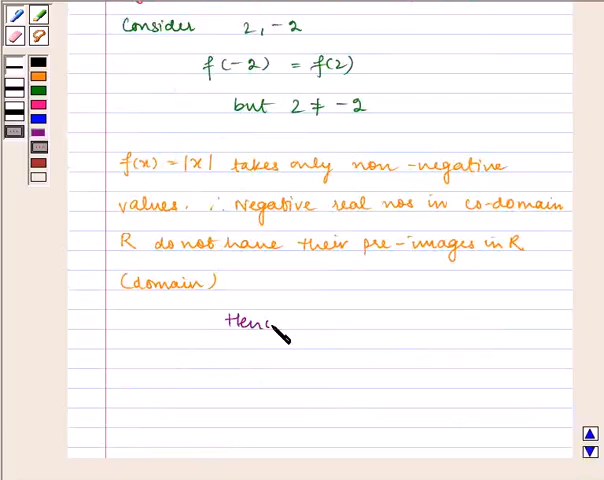 Consider 2, -2
f(-2) = f(2)
but 2 ≠ -2
f(x) = |x| takes only non-negative
values. ∴ Negative real nos in co-domain
R do not have their pre-images in R
(domain)
Henc